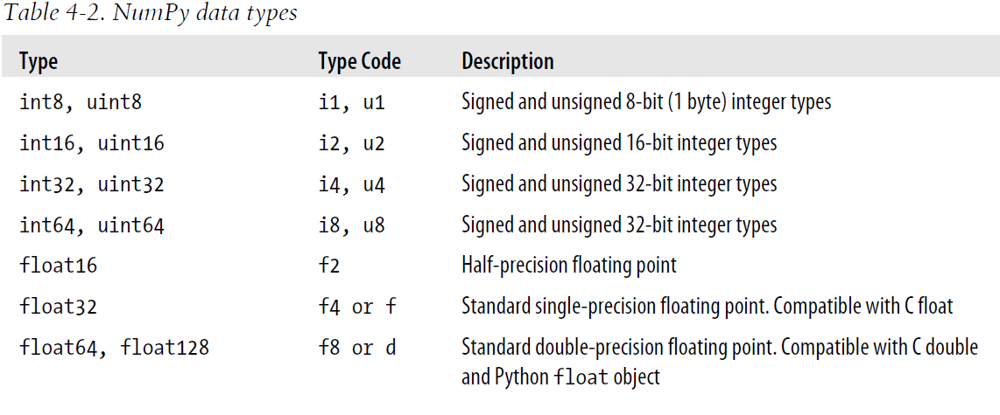 Table 4-2. NumPy data types
Type Type Code Description
int8, uint8 i1, u1 Signed and unsigned 8-bit (1 byte) integer types
int16, uint16 i2, u2 Signed and unsigned 16-bit integer types
int32, uint32 i4, u4 Signed and unsigned 32-bit integer types
int64, uint64 i8, u8 Signed and unsigned 32-bit integer types
float16 f2 Half-precision floating point
float32 f4 or f Standard single-precision floating point. Compatible with C float
float64, float128 f8 or d Standard double-precision floating point. Compatible with C double
and Python float object